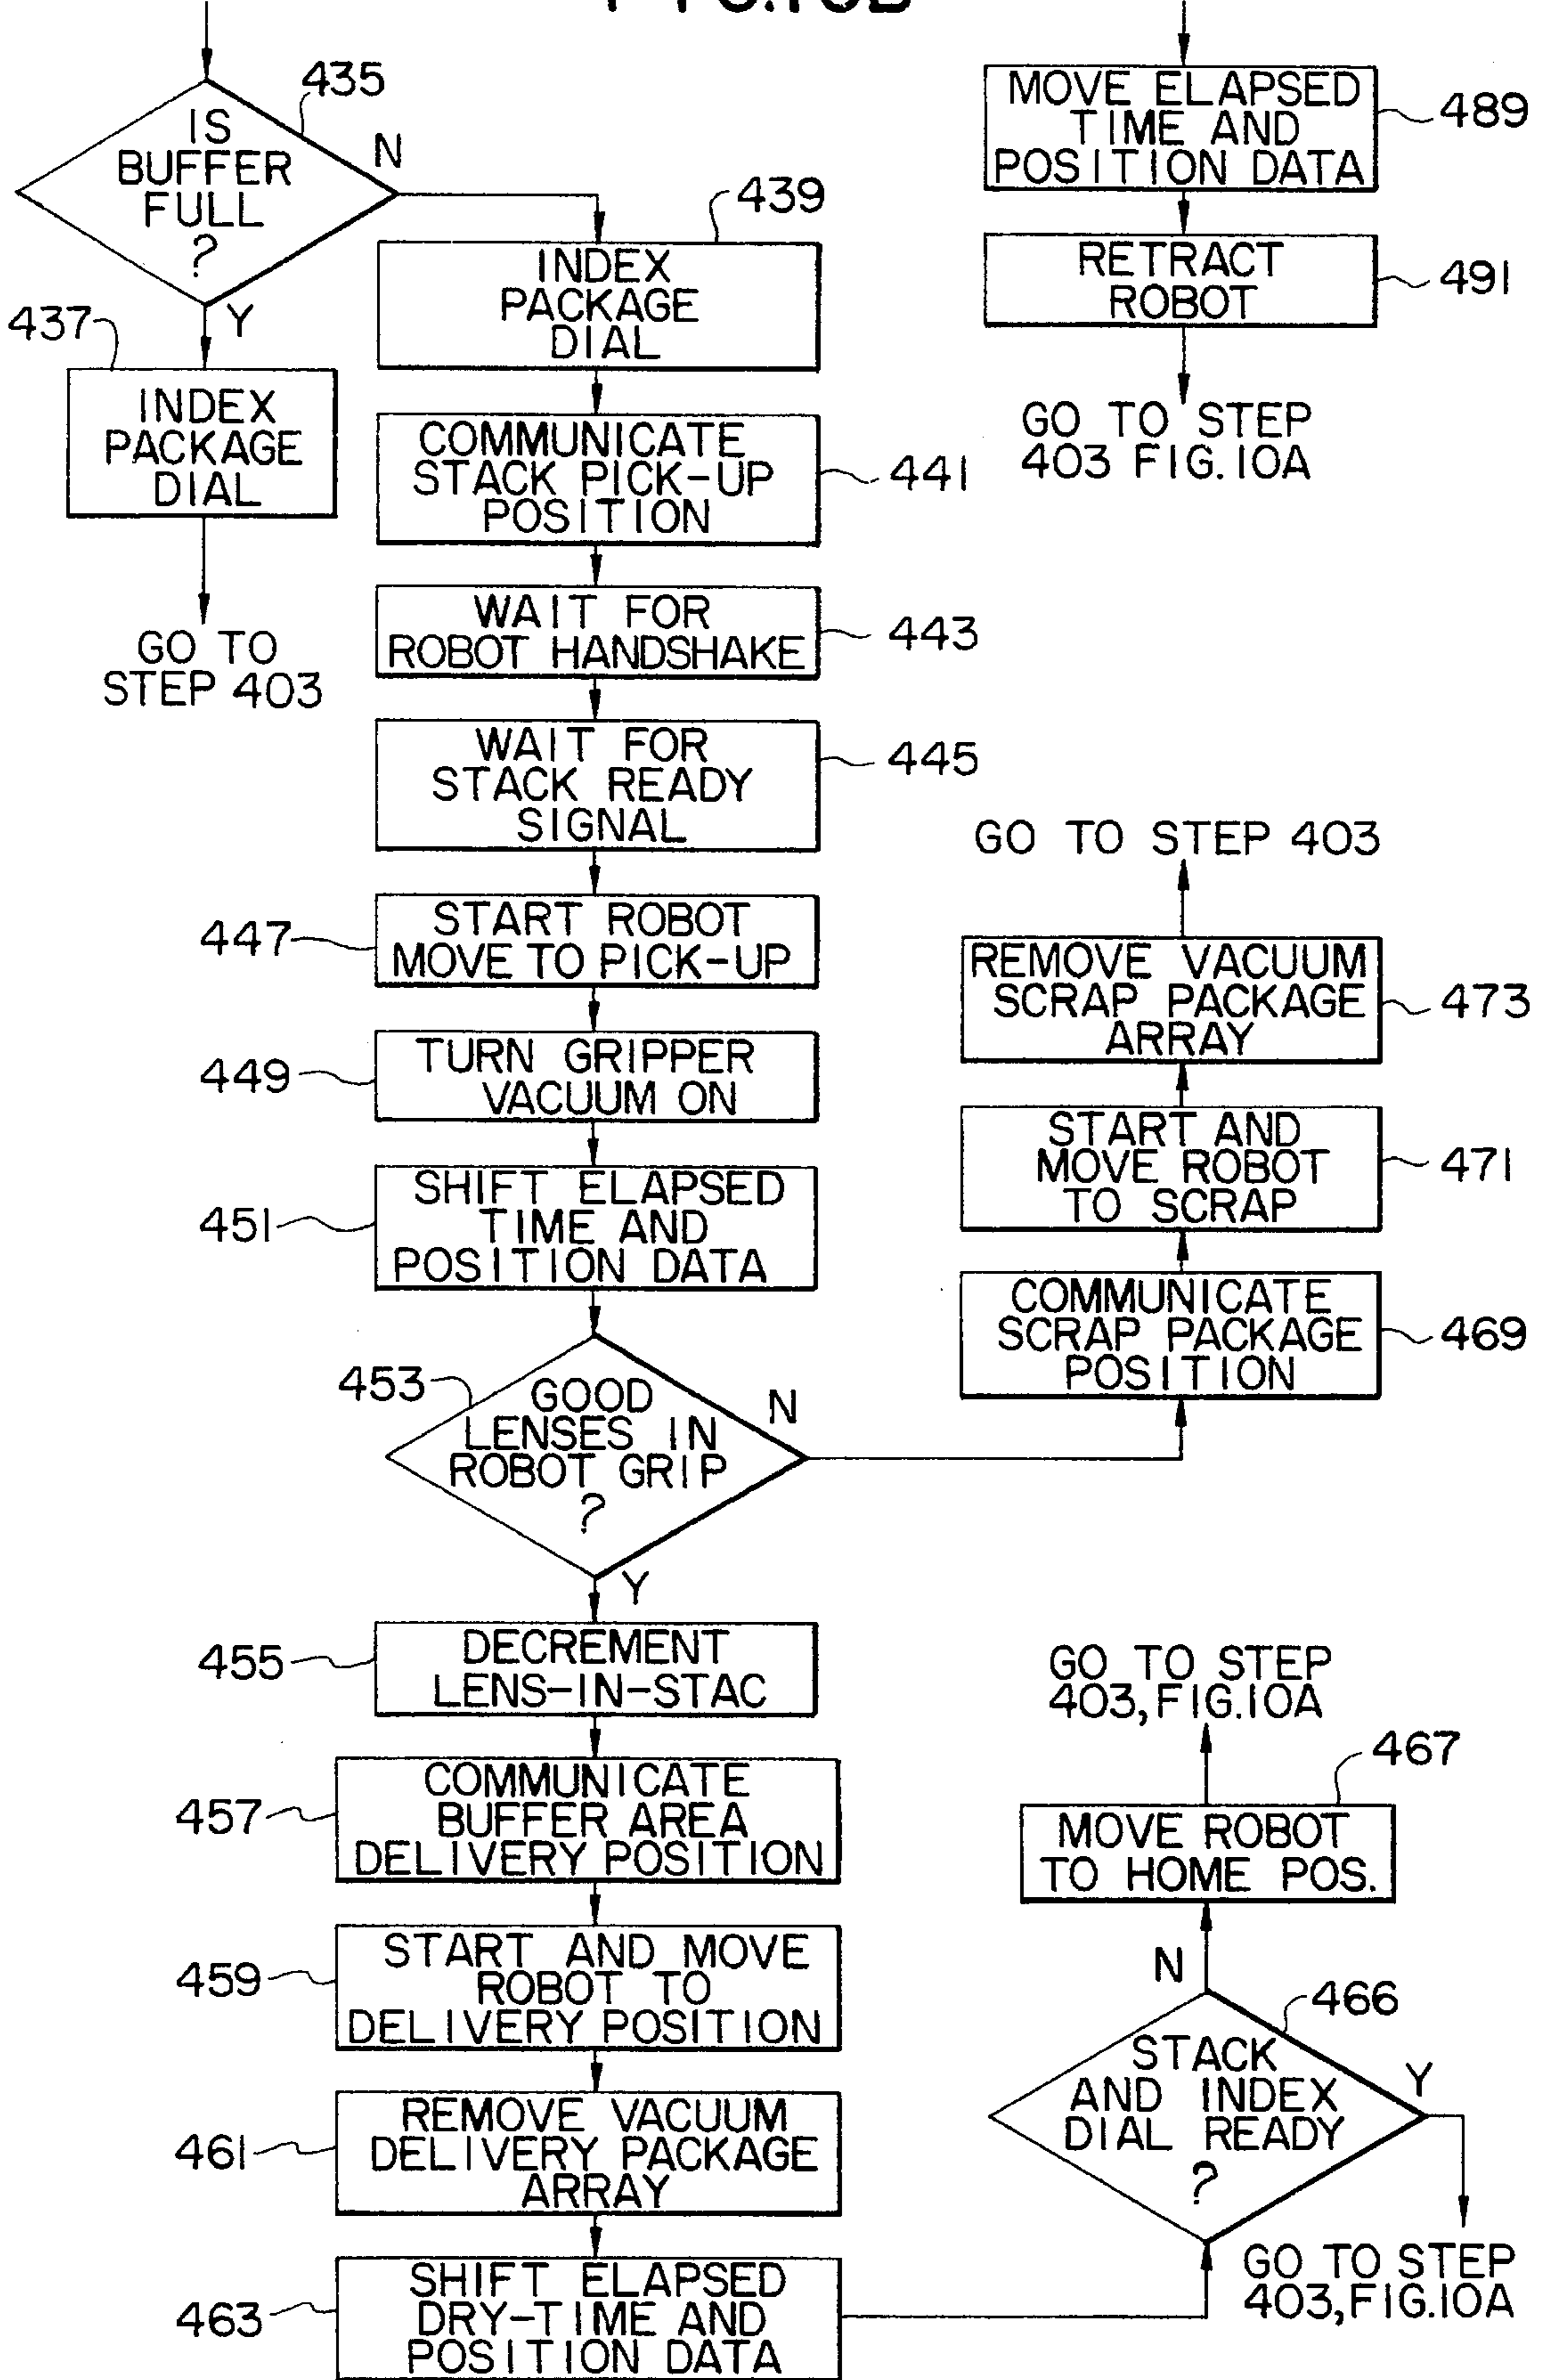 435
IS
BUFFER
FULL
?
N
Y
437
INDEX
PACKAGE
DIAL
GO TO
STEP 403
439
INDEX
PACKAGE
DIAL
COMMUNICATE
STACK PICK-UP
POSITION
441
WAIT FOR
ROBOT HANDSHAKE
443
WAIT FOR
STACK READY
SIGNAL
445
447
START ROBOT
MOVE TO PICK-UP
449
TURN GRIPPER
VACUUM ON
451
SHIFT ELAPSED
TIME AND
POSITION DATA
453
GOOD
LENSES IN
ROBOT GRIP
?
N
Y
455
DECREMENT
LENS-IN-STAC
457
COMMUNICATE
BUFFER AREA
DELIVERY POSITION
459
START AND MOVE
ROBOT TO
DELIVERY POSITION
461
REMOVE VACUUM
DELIVERY PACKAGE
ARRAY
463
SHIFT ELAPSED
DRY-TIME AND
POSITION DATA
MOVE ELAPSED
TIME AND
POSITION DATA
489
RETRACT
ROBOT
491
GO TO STEP
403 FIG.10A
GO TO STEP 403
REMOVE VACUUM
SCRAP PACKAGE
ARRAY
473
START AND
MOVE ROBOT
TO SCRAP
471
COMMUNICATE
SCRAP PACKAGE
POSITION
469
GO TO STEP
403,FIG.10A
467
MOVE ROBOT
TO HOME POS.
N
466
STACK
AND INDEX
DIAL READY
?
Y
GO TO STEP
403,FIG.10A